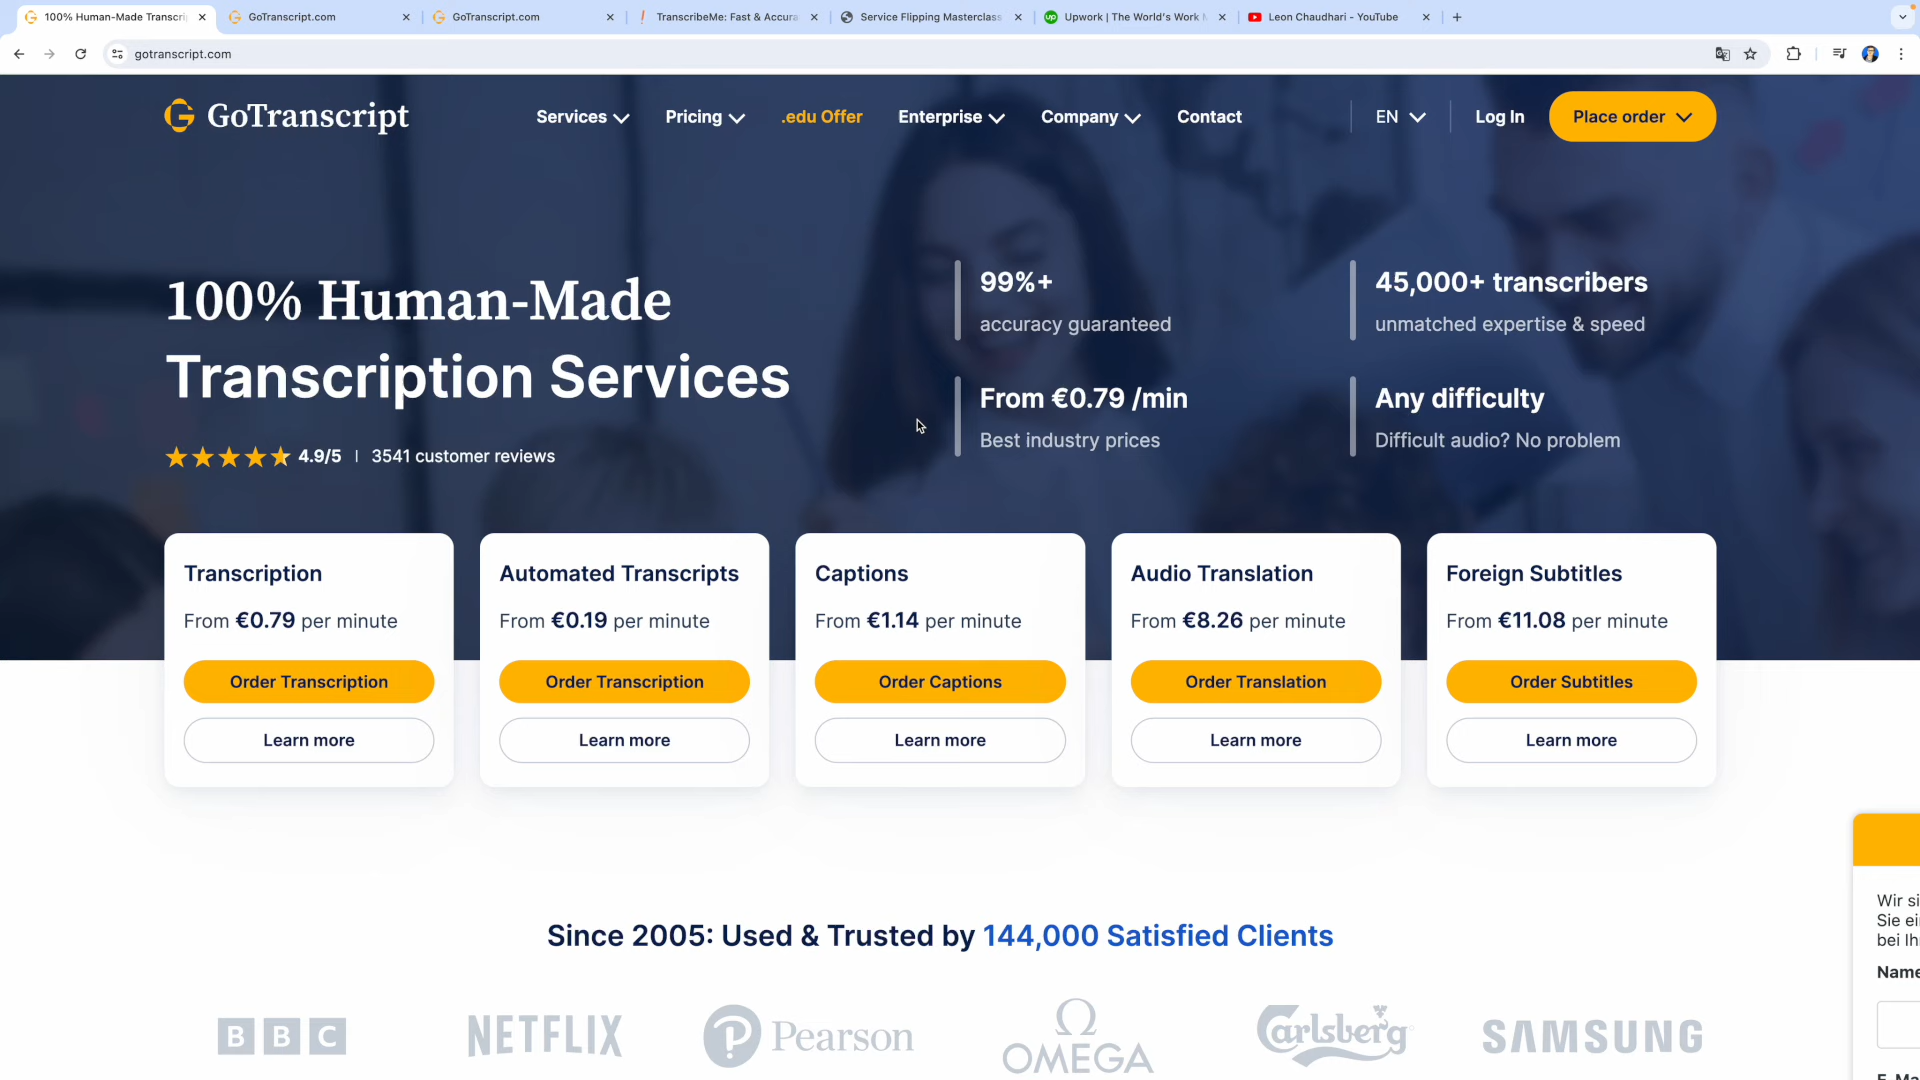 100% Human-Made Transcri
GoTranscript.com
GoTranscript.com
TranscribeMe: Fast & Accura
Service Flipping Masterclass
Upwork | The World's Work M
Leon Chaudhari - YouTube
gotranscript.com
GoTranscript
Services
Pricing
.edu Offer
Enterprise
Company
Contact
EN
Log In
Place order
100% Human-Made
Transcription Services
4.9/5 | 3541 customer reviews
99%+
accuracy guaranteed
45,000+ transcribers
unmatched expertise & speed
From €0.79 /min
Best industry prices
Any difficulty
Difficult audio? No problem
Transcription
From €0.79 per minute
Order Transcription
Learn more
Automated Transcripts
From €0.19 per minute
Order Transcription
Learn more
Captions
From €1.14 per minute
Order Captions
Learn more
Audio Translation
From €8.26 per minute
Order Translation
Learn more
Foreign Subtitles
From €11.08 per minute
Order Subtitles
Learn more
Since 2005: Used & Trusted by 144,000 Satisfied Clients
BBC
NETFLIX
Pearson
OMEGA
Carlsberg
SAMSUNG
Wir si
Sie ei
bei Ih
Name